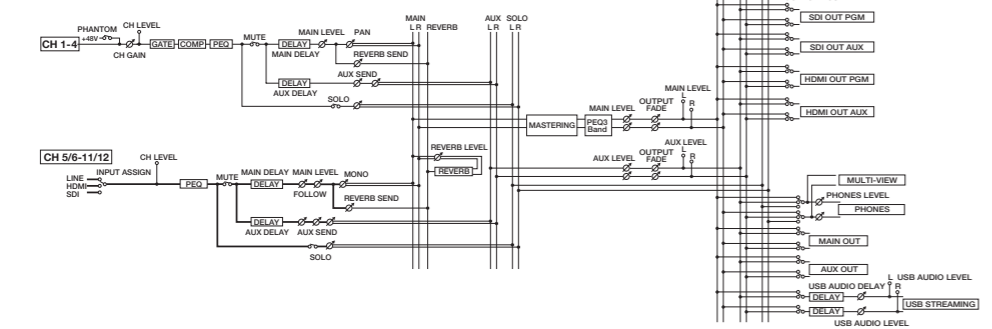 SDI OUT PGM
SDI OUT AUX
HDMI OUT PGM
HDMI OUT AUX
MAIN
L R REVERB
AUX SOLO
L R L R
PHANTOM
+48V
CH LEVEL
CH 1-4
CH GAIN
GATE COMP PEQ
MUTE
MAIN LEVEL PAN
DELAY
MAIN DELAY
REVERB SEND
AUX SEND
DELAY
AUX DELAY
SOLO
MASTERING
PEQ3
Band
MAIN LEVEL
OUTPUT
FADE
MAIN LEVEL
L
R
REVERB LEVEL
REVERB
AUX LEVEL
OUTPUT
FADE
AUX LEVEL
L
R
CH 5/6-11/12
CH LEVEL
INPUT ASSIGN
LINE
HDMI
SDI
PEQ
MUTE
MAIN DELAY MAIN LEVEL MONO
DELAY
FOLLOW
REVERB SEND
DELAY
AUX DELAY AUX SEND
SOLO
MULTI-VIEW
PHONES LEVEL
PHONES
MAIN OUT
AUX OUT
USB AUDIO DELAY
L USB AUDIO LEVEL
R
DELAY
USB STREAMING
DELAY
USB AUDIO LEVEL